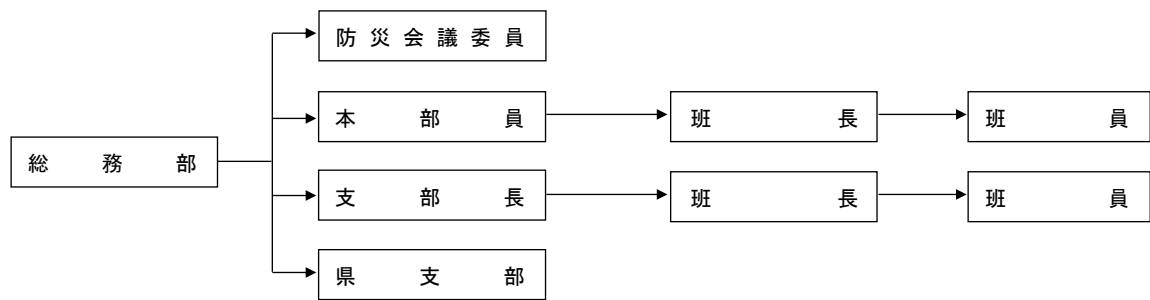 防災会議委員
本部員 班長 班員
総務部
支部長 班長 班員
県支部